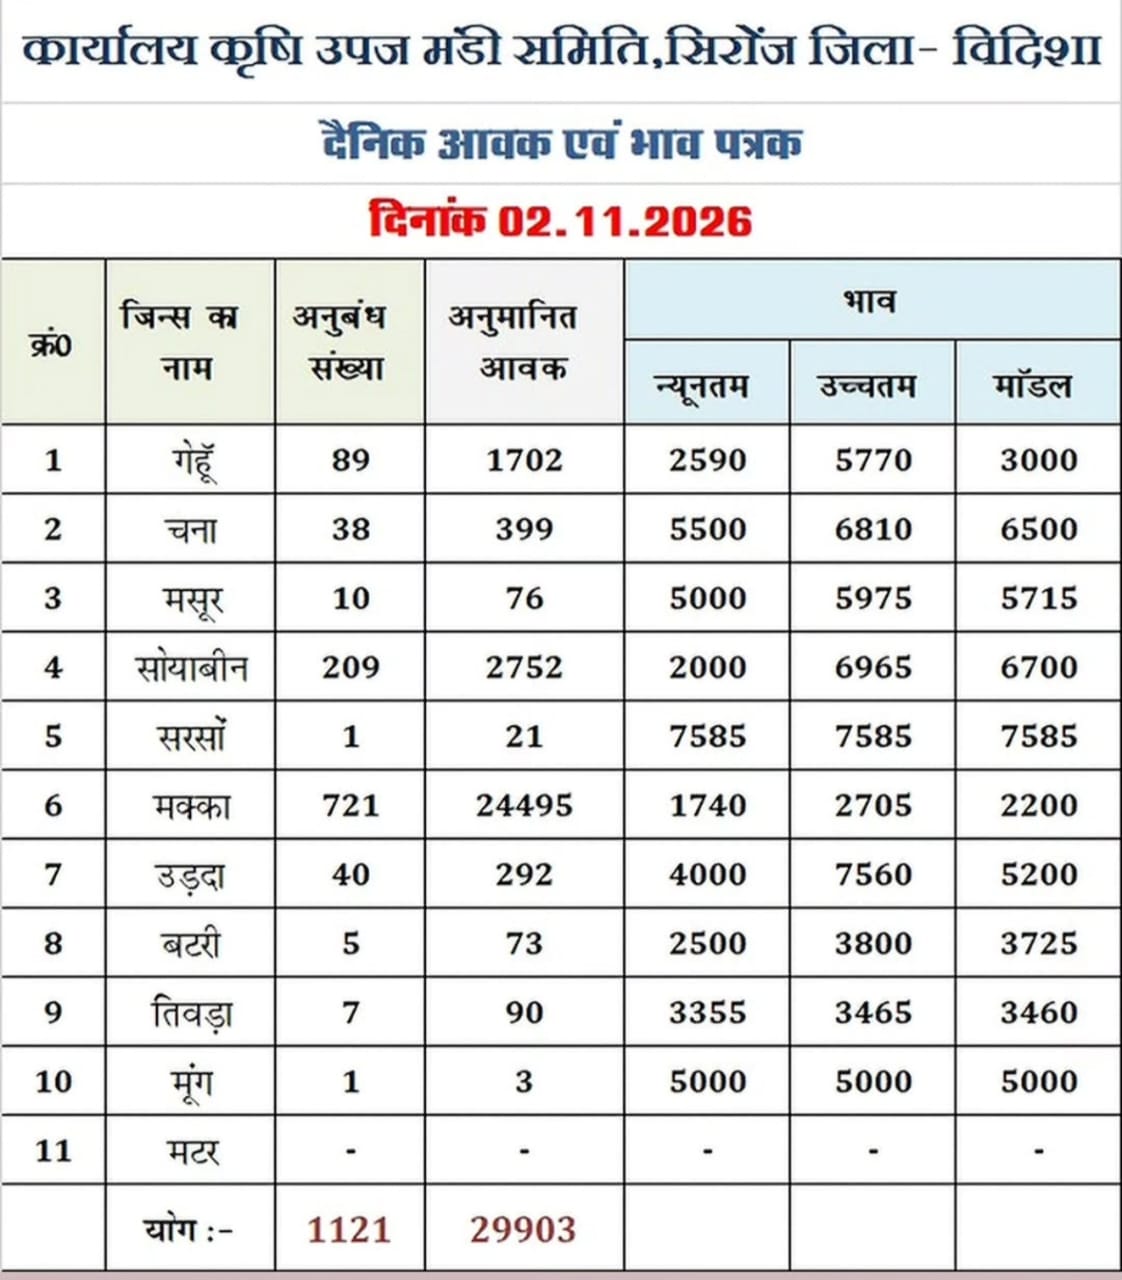 कार्यालय कृषि उपज मंडी समिति,सिरोंज जिला- विदिशा
दैनिक आवक एवं भाव पत्रक
दिनांक 02.11.2026
क्रं0 जिन्स का नाम अनुबंध संख्या अनुमानित आवक भाव
न्यूनतम उच्चतम मॉडल
1 गेहूॅ 89 1702 2590 5770 3000
2 चना 38 399 5500 6810 6500
3 मसूर 10 76 5000 5975 5715
4 सोयाबीन 209 2752 2000 6965 6700
5 सरसों 1 21 7585 7585 7585
6 मक्का 721 24495 1740 2705 2200
7 उड़दा 40 292 4000 7560 5200
8 बटरी 5 73 2500 3800 3725
9 तिवड़ा 7 90 3355 3465 3460
10 मूंग 1 3 5000 5000 5000
11 मटर - - - - -
योग :- 1121 29903